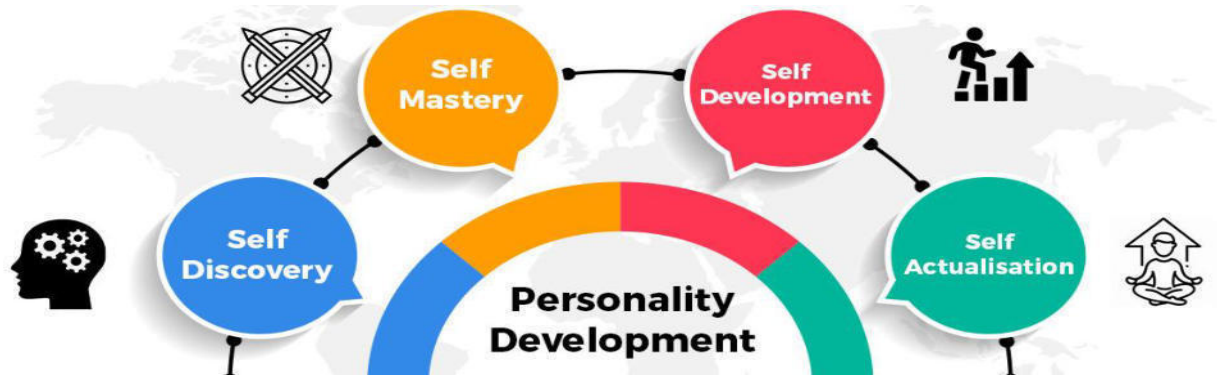 Self
Mastery
Self
Development
Self
Discovery
Self
Actualisation
Personality
Development